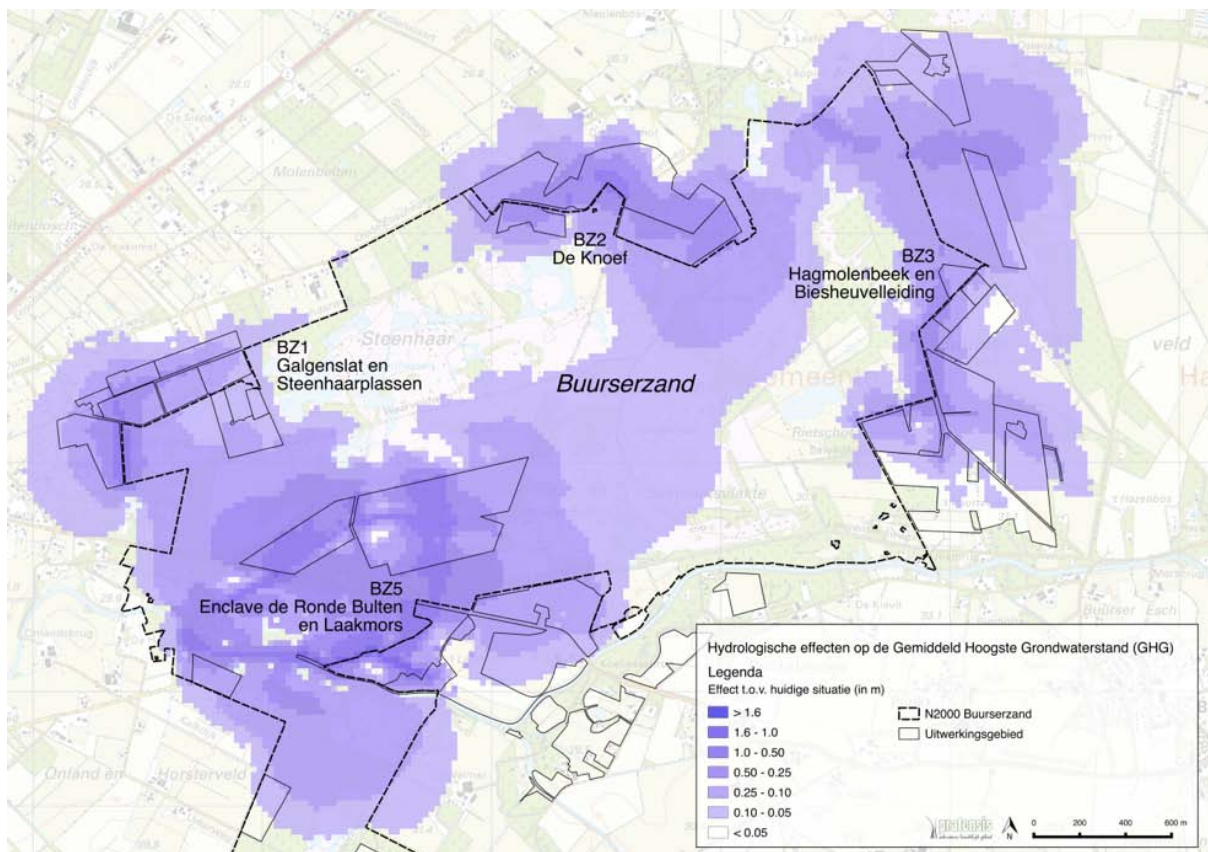 BZ2
De Knoef
BZ3
Hagmolenbeek en
Biesheuvelleiding
BZ1
Galgenslat en
Steenhaarplassen
Steenhaar
Buurserzand
Molenbelten
veld
BZ5
Enclave de Ronde Bulten
en Laakmors
Onland en Horsterveld
Buurser Esch
't Hazenbos
Hydrologische effecten op de Gemiddeld Hoogste Grondwaterstand (GHG)
Legenda
Effect t.o.v. huidige situatie (in m)
> 1.6
1.6 - 1.0
1.0 - 0.50
0.50 - 0.25
0.25 - 0.10
0.10 - 0.05
< 0.05
N2000 Buurserzand
Uitwerkingsgebied
pratensis
N
0 200 400 600 m